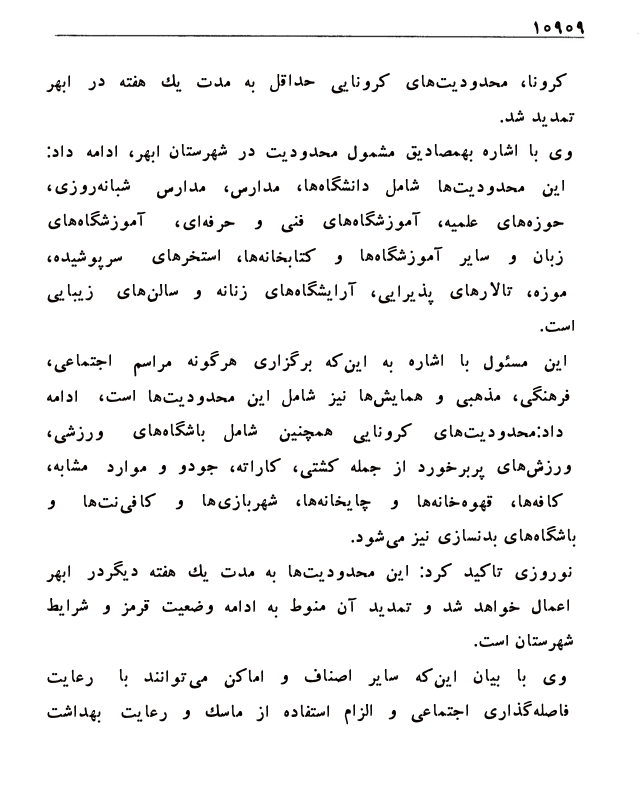 ۱۰۹۰۹
کرونا، محدودیت‌های کرونایی حداقل به مدت یك هفته در ابهر
تمدید شد.
وی با اشاره بهمصادیق مشمول محدودیت در شهرستان ابهر، ادامه داد:
این محدودیت‌ها شامل دانشگاه‌ها، مدارس، مدارس شبانه‌روزی،
حوزه‌های علمیه، آموزشگاه‌های فنی و حرفه‌ای، آموزشگاه‌های
زبان و سایر آموزشگاه‌ها و کتابخانه‌ها، استخرهای سرپوشیده،
موزه، تالارهای پذیرایی، آرایشگاه‌های زنانه و سالن‌های زیبایی
است.
این مسئول با اشاره به این‌که برگزاری هرگونه مراسم اجتماعی،
فرهنگی، مذهبی و همایش‌ها نیز شامل این محدودیت‌ها است، ادامه
داد:محدودیت‌های کرونایی همچنین شامل باشگاه‌های ورزشی،
ورزش‌های پربرخورد از جمله کشتی، کاراته، جودو و موارد مشابه،
کافه‌ها، قهوه‌خانه‌ها و چایخانه‌ها، شهربازی‌ها و کافی‌نت‌ها و
باشگاه‌های بدنسازی نیز می‌شود.
نوروزی تاکید کرد: این محدودیت‌ها به مدت یك هفته دیگردر ابهر
اعمال خواهد شد و تمدید آن منوط به ادامه وضعیت قرمز و شرایط
شهرستان است.
وی با بیان این‌که سایر اصناف و اماکن می‌توانند با رعایت
فاصله‌گذاری اجتماعی و الزام استفاده از ماسك و رعایت بهداشت